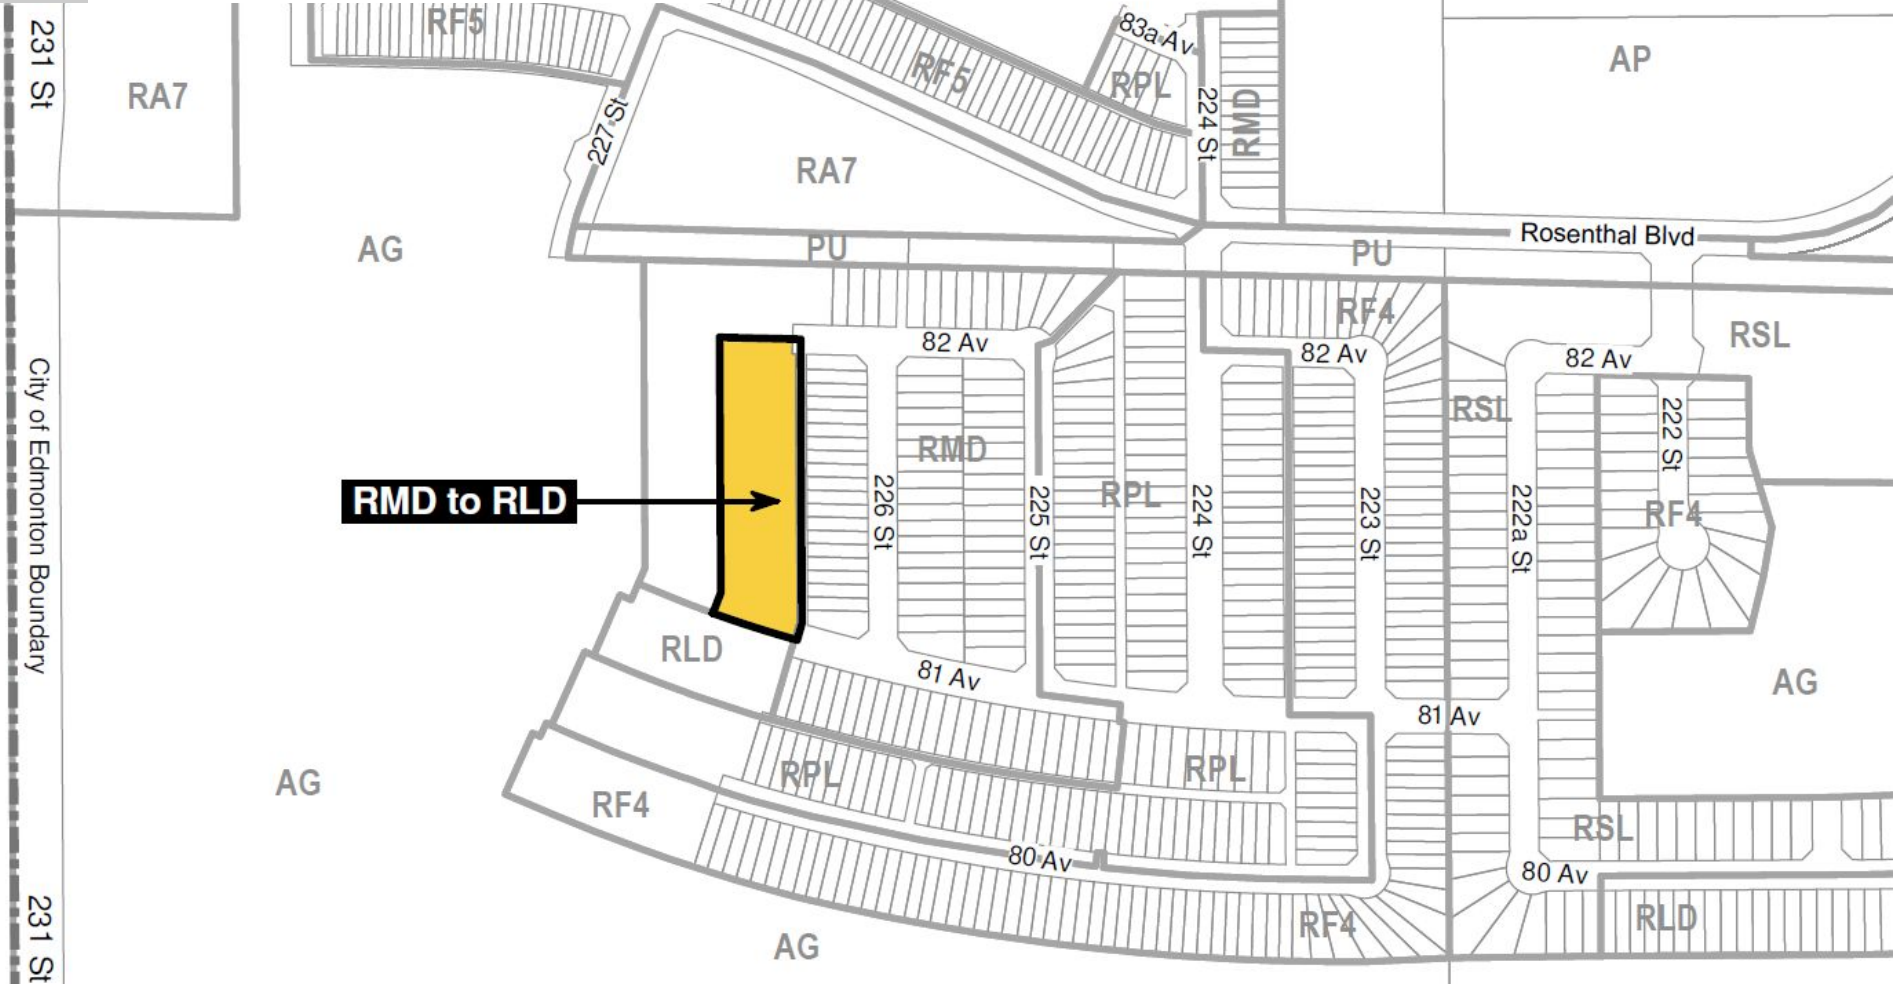 231 St
RA7
RF5
227 St
RF5
83a Av
RPL
224 St
RMD
AP
RA7
AG
PU
PU
Rosenthal Blvd
RF4
RSL
82 Av
82 Av
82 Av
City of Edmonton Boundary
RMD to RLD
226 St
RMD
225 St
RPL
224 St
223 St
RSL
222a St
222 St
RF4
RLD
81 Av
81 Av
AG
AG
RF4
RPL
RPL
80 Av
RSL
80 Av
231 St
AG
RF4
RLD